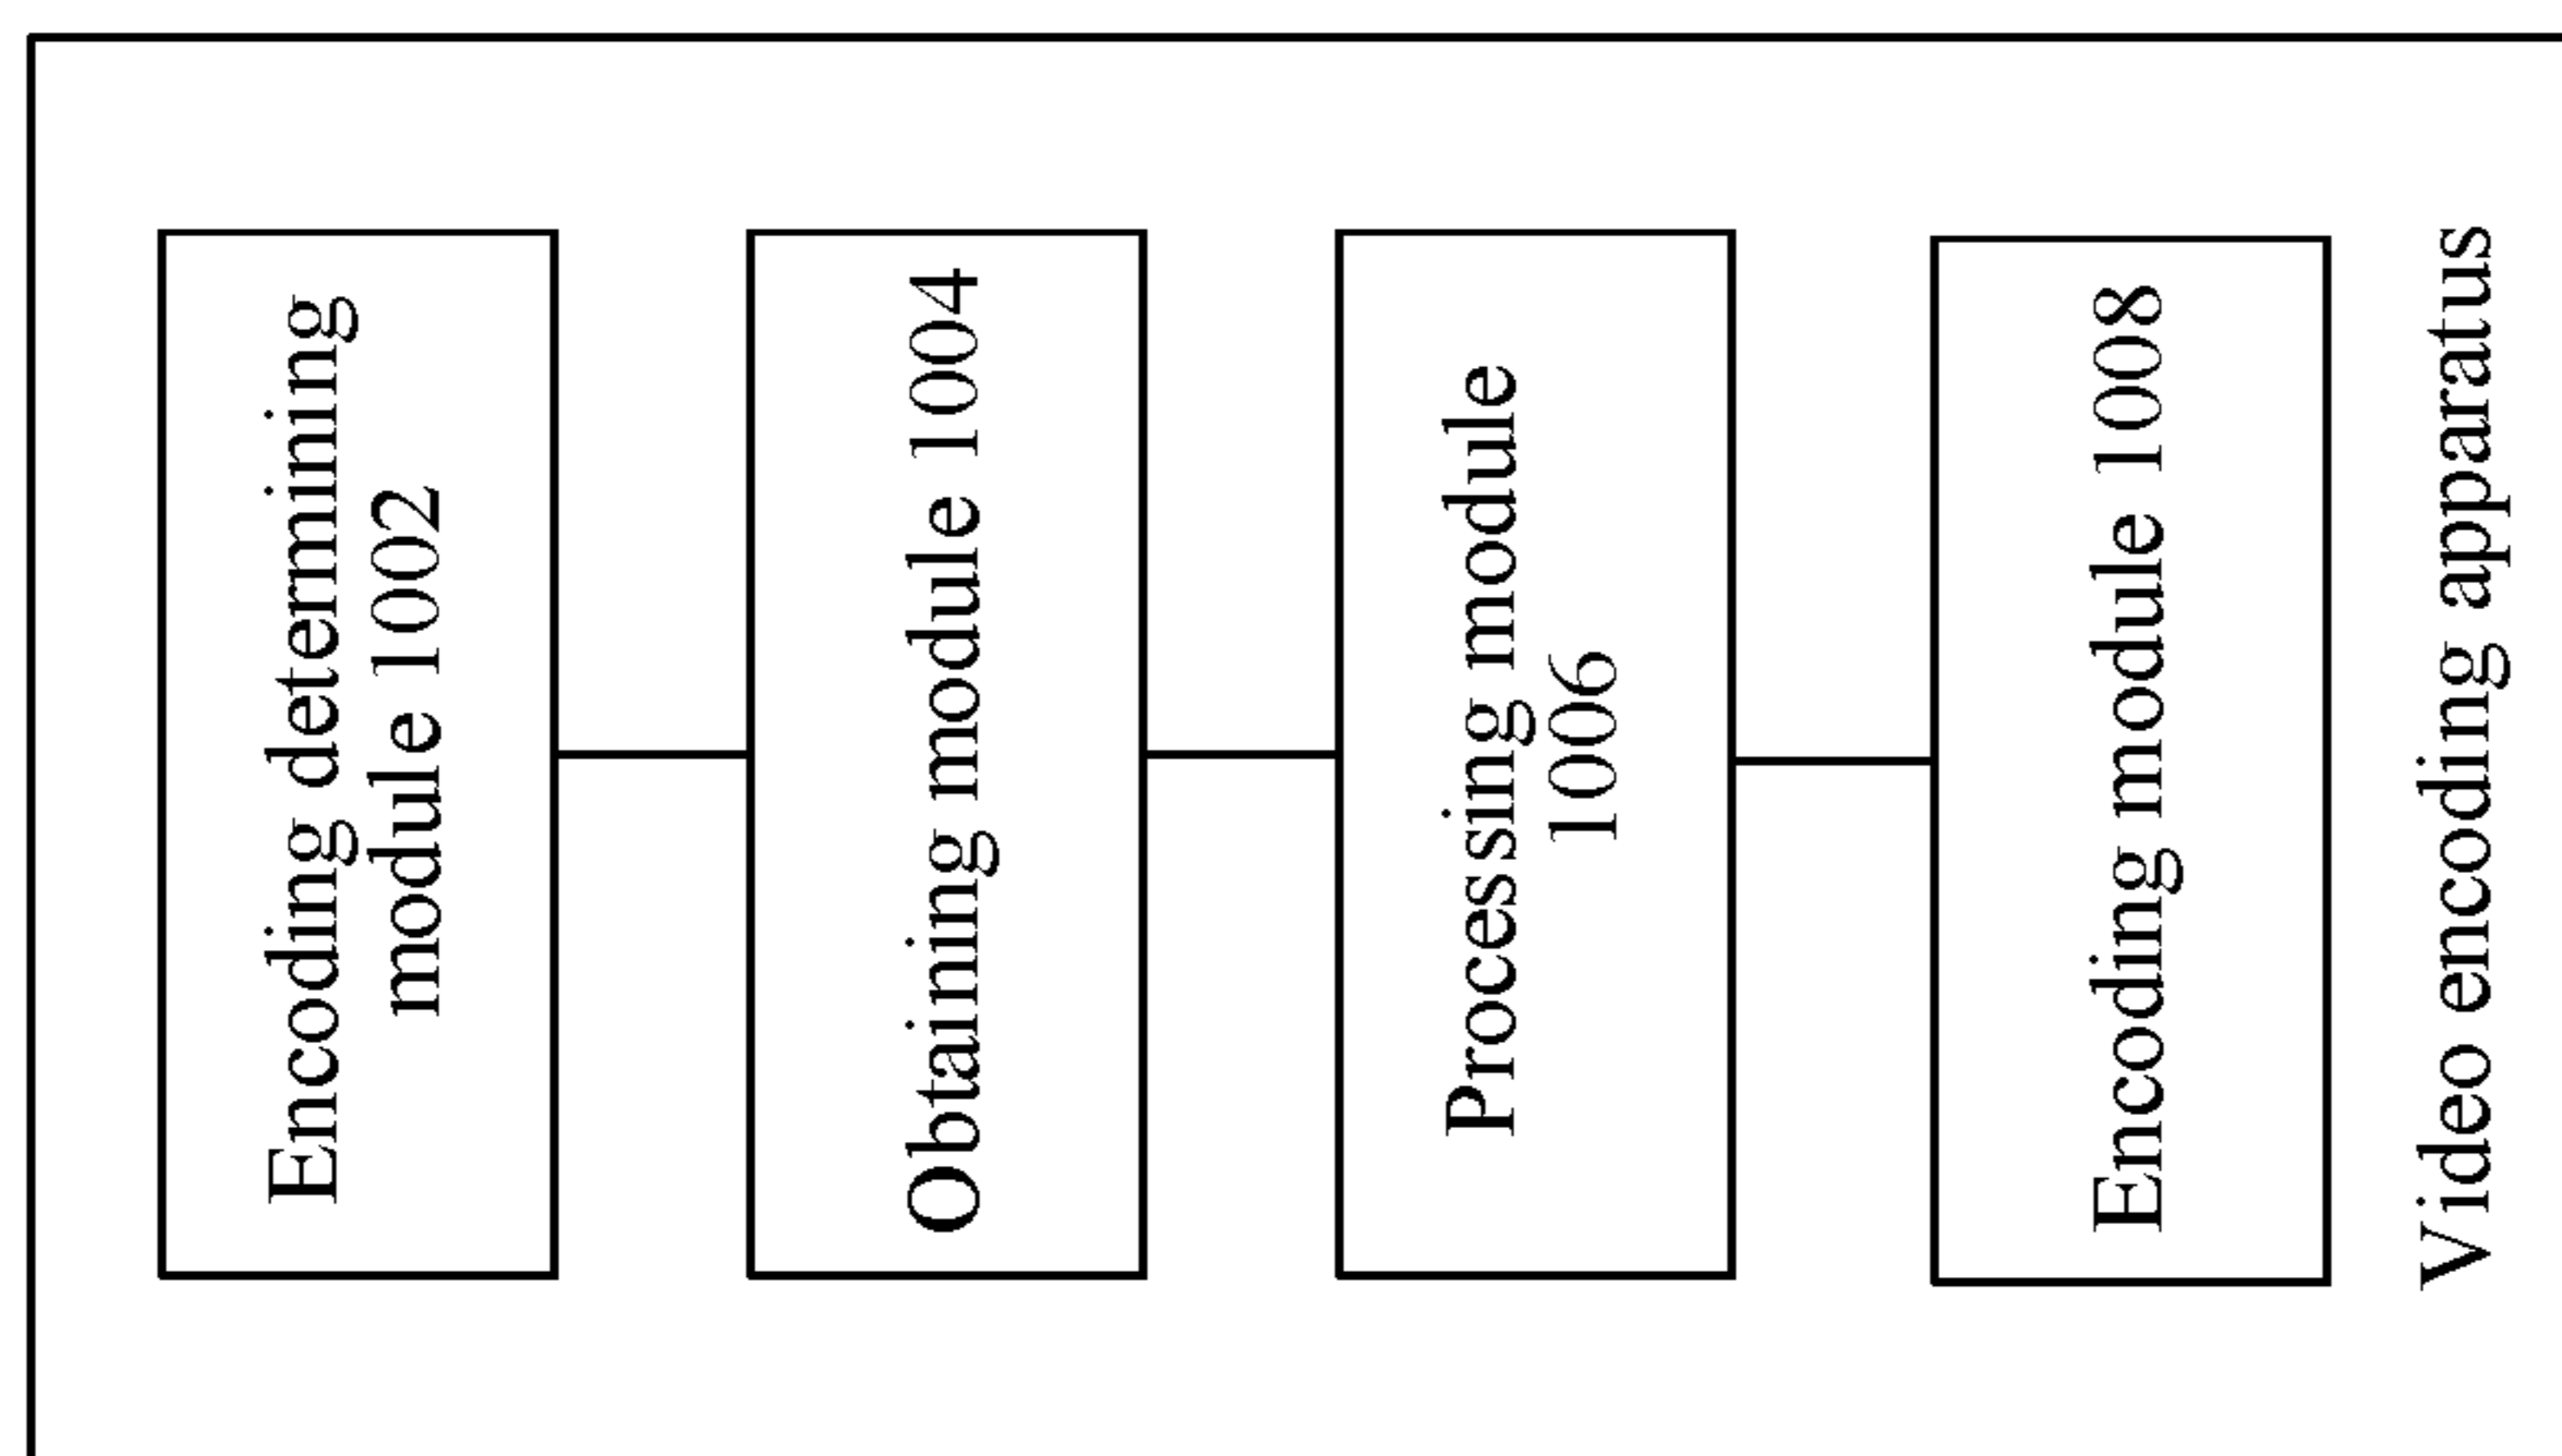 Encoding determining
module 1002
Obtaining module 1004
Processing module
1006
Encoding module 1008
Video encoding apparatus